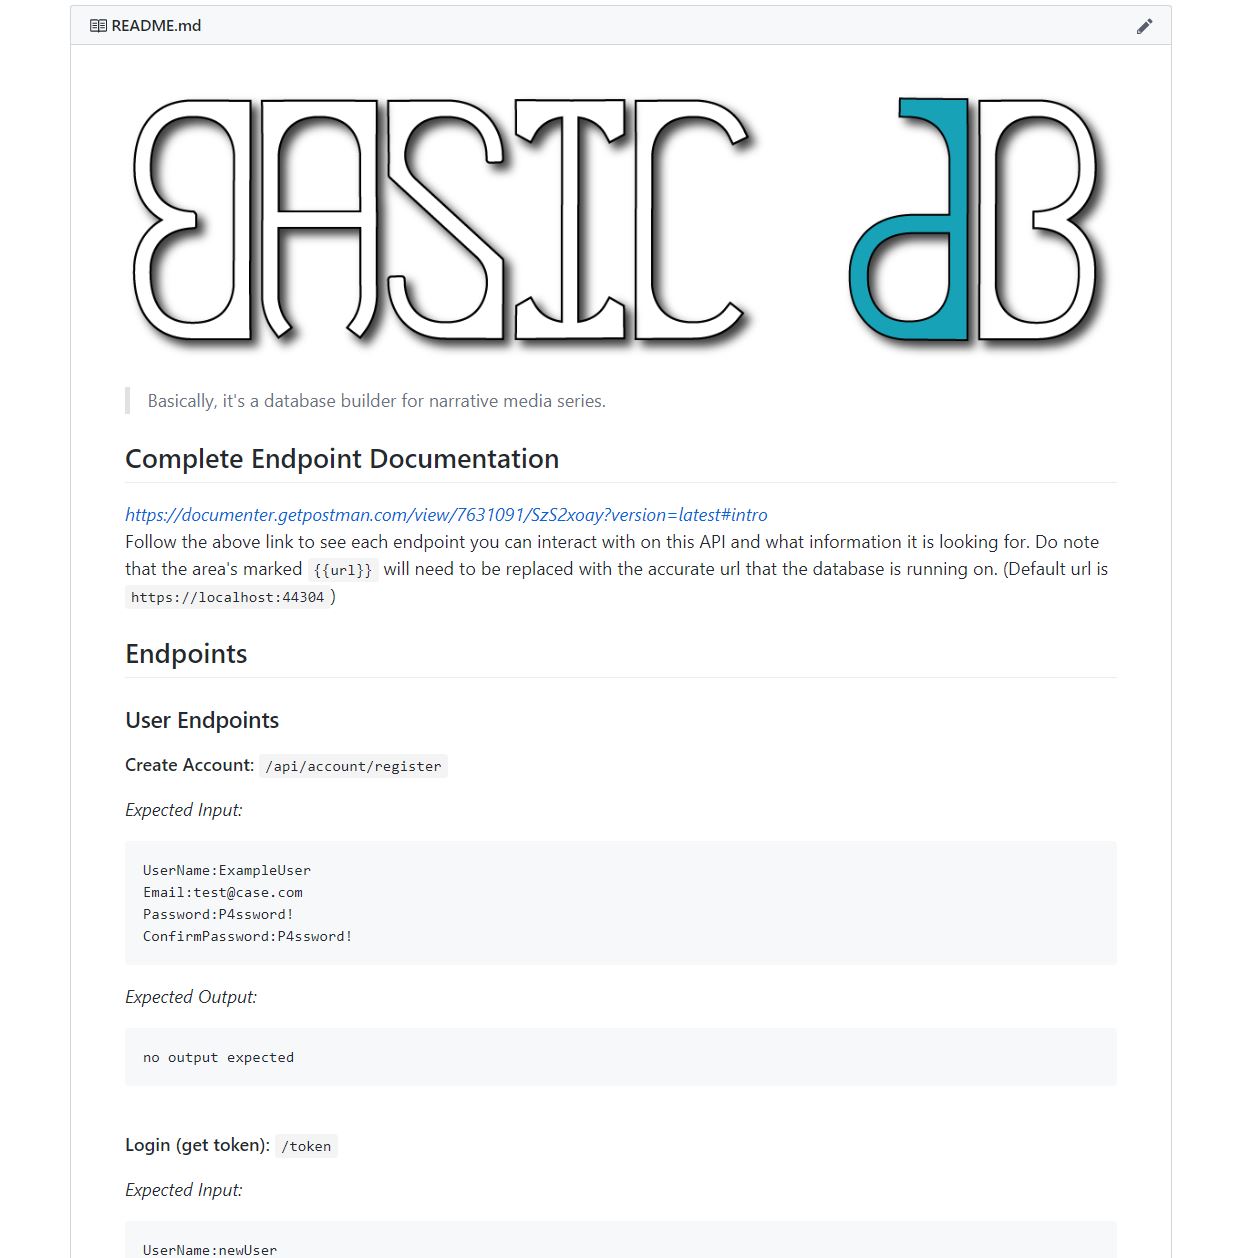 README.md
BASIC dB
Basically, it's a database builder for narrative media series.
Complete Endpoint Documentation
https://documenter.getpostman.com/view/7631091/SzS2xoay?version=latest#intro
Follow the above link to see each endpoint you can interact with on this API and what information it is looking for. Do note
that the area's marked {{url}} will need to be replaced with the accurate url that the database is running on. (Default url is
https://localhost:44304 )
Endpoints
User Endpoints
Create Account: /api/account/register
Expected Input:
UserName:ExampleUser
Email:test@case.com
Password:P4ssword!
ConfirmPassword:P4ssword!
Expected Output:
no output expected
Login (get token): /token
Expected Input:
UserName:newUser